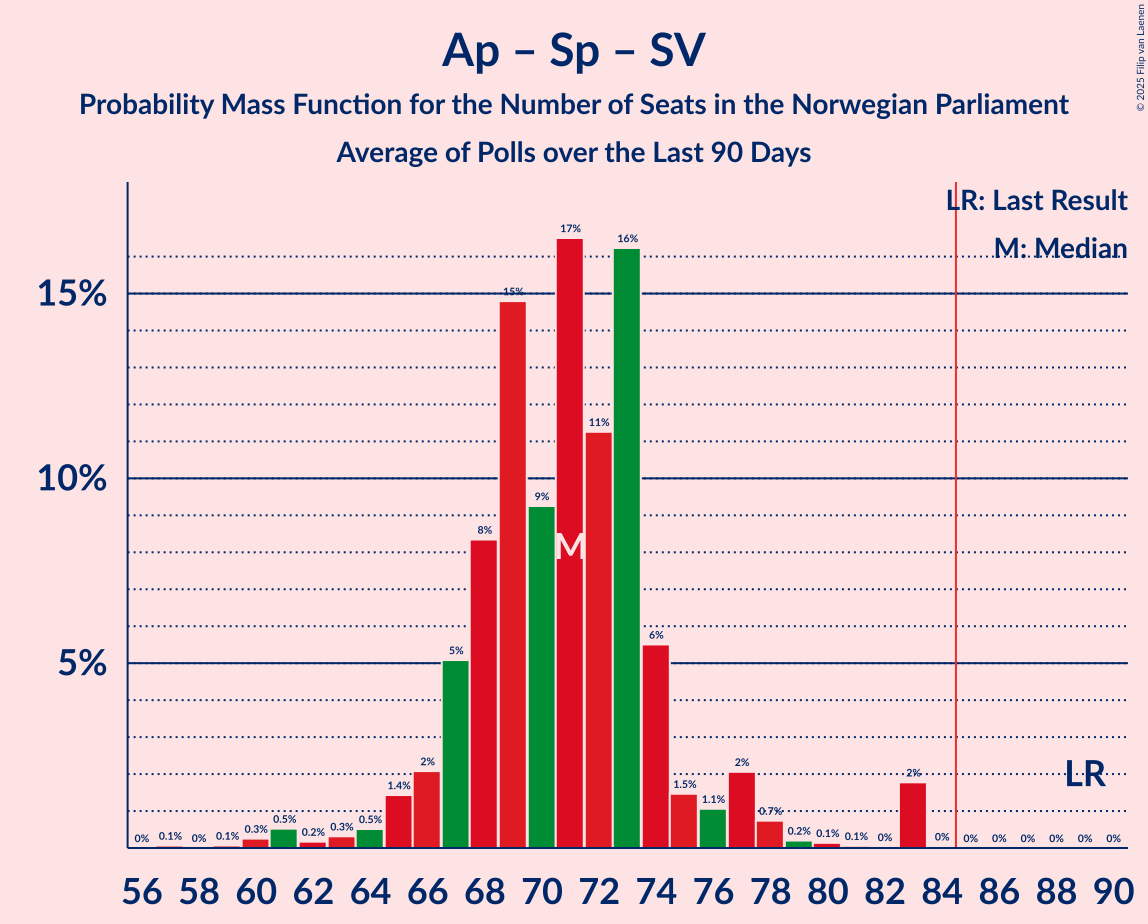 Ap – Sp – SV
Probability Mass Function for the Number of Seats in the Norwegian Parliament
Average of Polls over the Last 90 Days
© 2025 Filip van Laenen
LR: Last Result
M: Median
15%
10%
5%
0% 0.1% 0% 0.1% 0.3% 0.5% 0.2% 0.3% 0.5% 1.4% 2% 5% 8% 15% 9% 17% 11% 16% 6% 1.5% 1.1% 2% 0.7% 0.2% 0.1% 0.1% 0% 2% 0% 0% 0% 0% 0% 0% 0%
M
LR
56 58 60 62 64 66 68 70 72 74 76 78 80 82 84 86 88 90